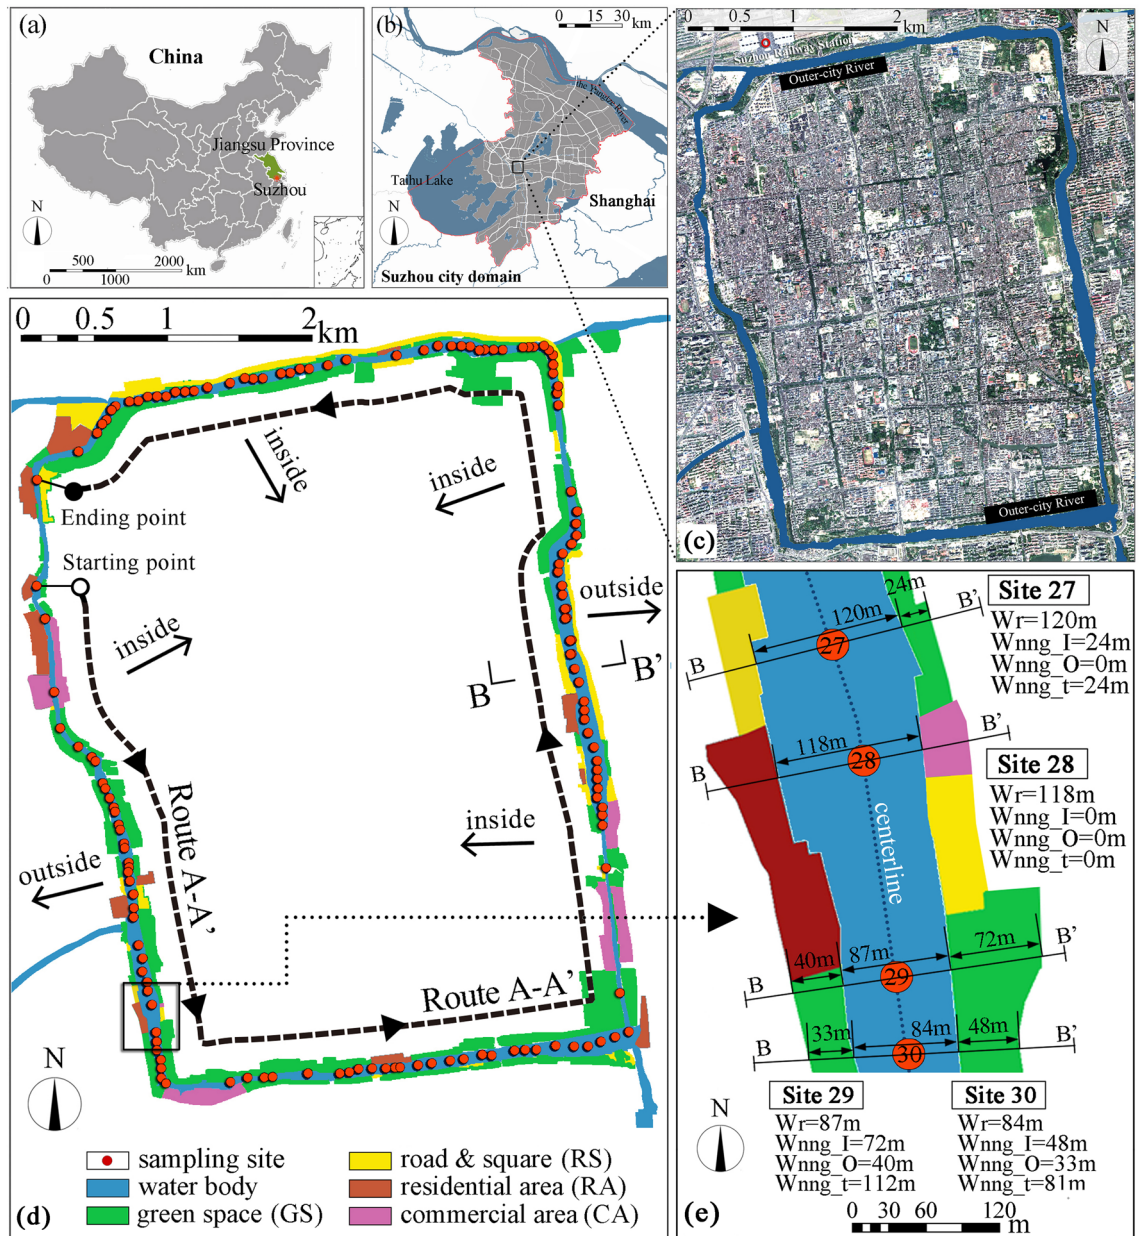 (a)
China
Jiangsu Province
Suzhou
N
500 2000
0 1000 km
(b)
0 15 30
km
the Yangtze River
Taihu Lake
Shanghai
N
Suzhou city domain
0 0.5 1 2
km
Suzhou Railway Station
N
Outer-city River
Outer-city River
(c)
0 0.5 1 2
km
inside
inside
Ending point
Starting point
inside
outside
B B'
Route A-A'
inside
outside
Route A-A'
N
sampling site
water body
green space (GS)
road & square (RS)
residential area (RA)
commercial area (CA)
(d)
24m
120m
B B'
27
118m
B B'
28
centerline
40m 87m 72m
B B'
29
33m 84m 48m
B B'
30
Site 27
Wr=120m
Wnng_I=24m
Wnng_O=0m
Wnng_t=24m
Site 28
Wr=118m
Wnng_I=0m
Wnng_O=0m
Wnng_t=0m
Site 29
Wr=87m
Wnng_I=72m
Wnng_O=40m
Wnng_t=112m
Site 30
Wr=84m
Wnng_I=48m
Wnng_O=33m
Wnng_t=81m
N
0 30 60 120
m
(e)